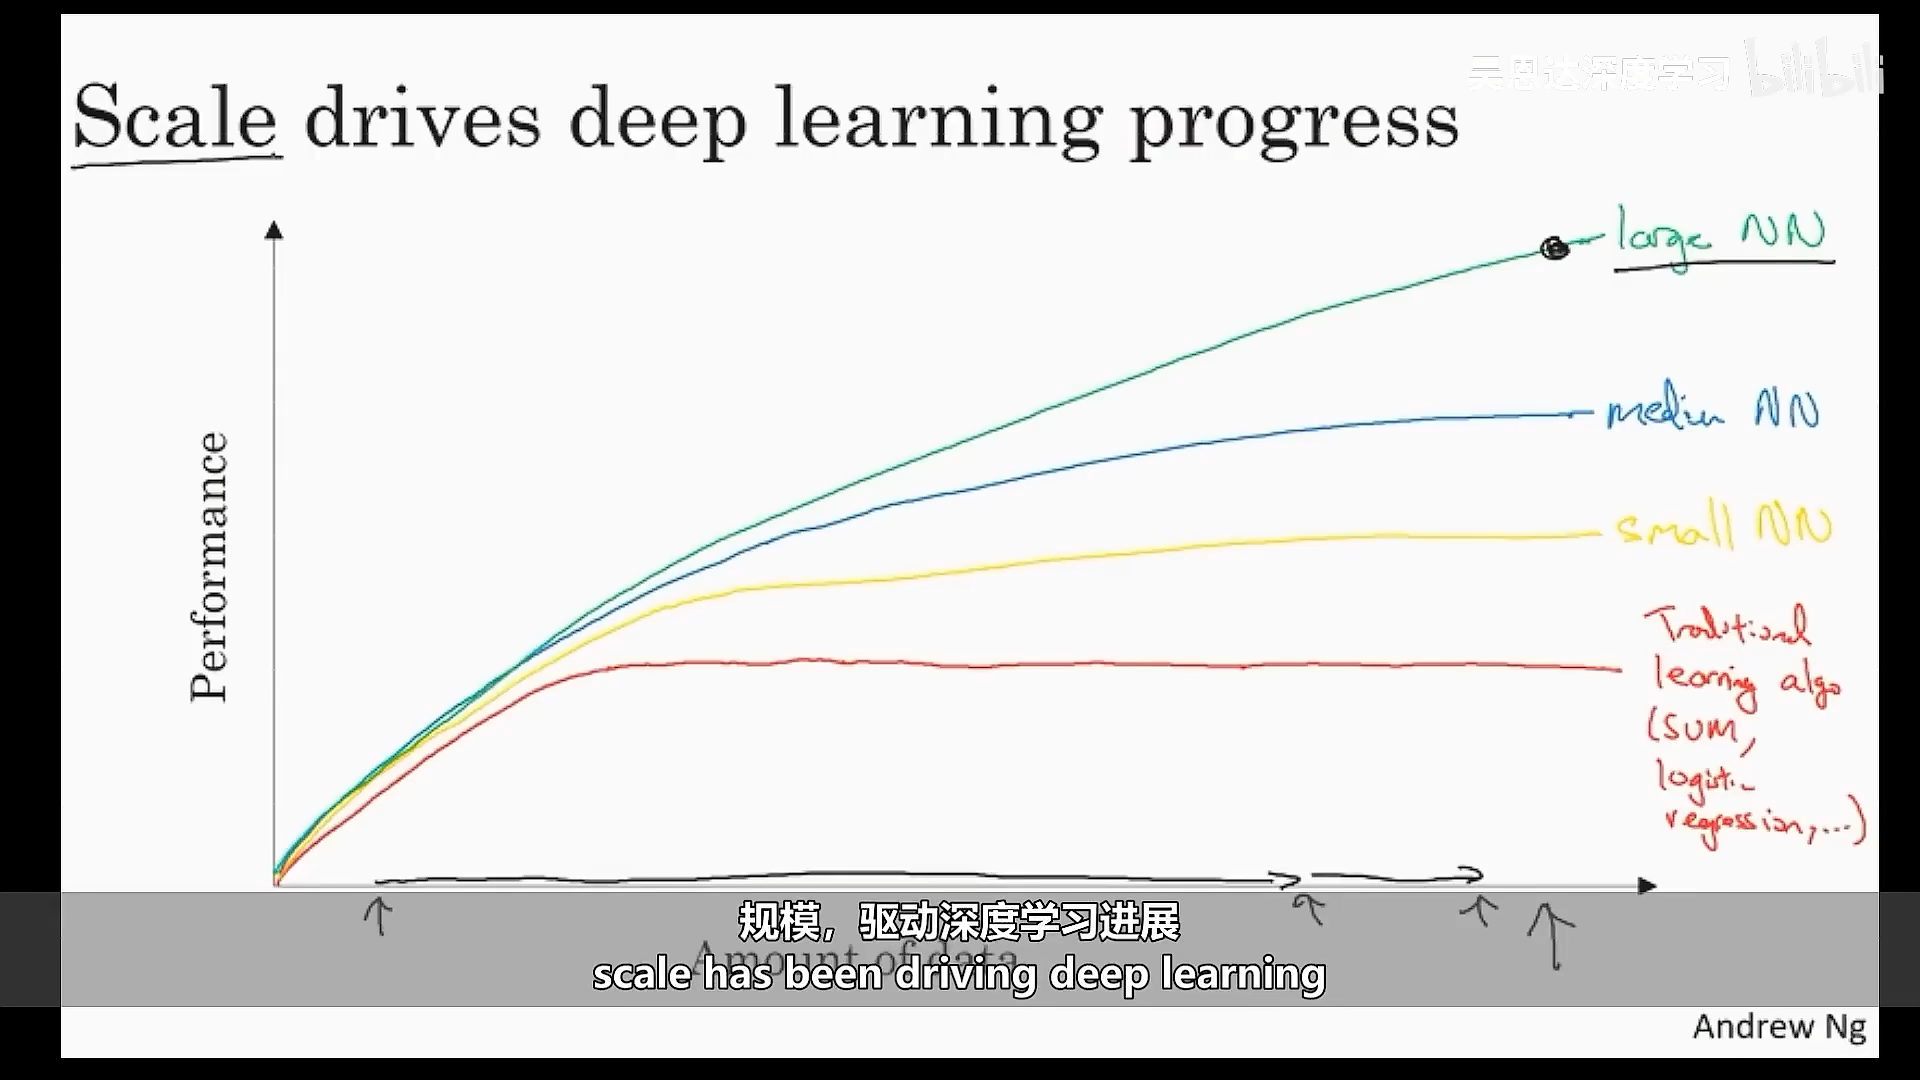 吴恩达深度学习 bilibili
Scale drives deep learning progress
large NN
medium NN
small NN
Traditional
learning algo
(SVM,
logistic
regression,...)
Performance
Amount of data
规模，驱动深度学习进展
scale has been driving deep learning
Andrew Ng